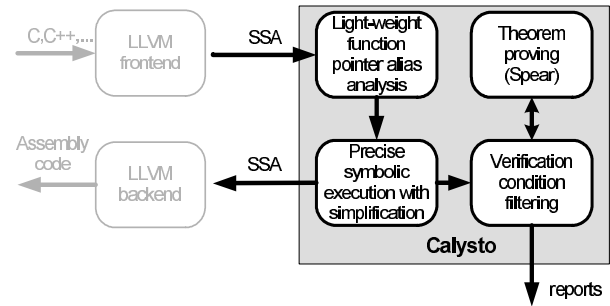 C,C++,...
LLVM
frontend
SSA
Light-weight
function
pointer alias
analysis
Theorem
proving
(Spear)
Assembly
code
LLVM
backend
SSA
Precise
symbolic
execution with
simplification
Verification
condition
filtering
Calysto
reports